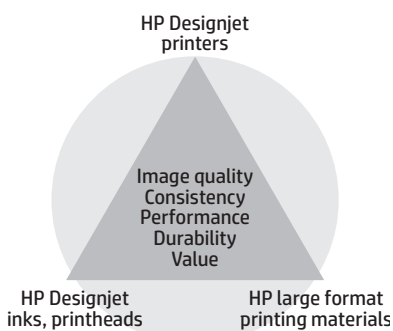 HP Designjet
printers
Image quality
Consistency
Performance
Durability
Value
HP Designjet
inks, printheads
HP large format
printing materials